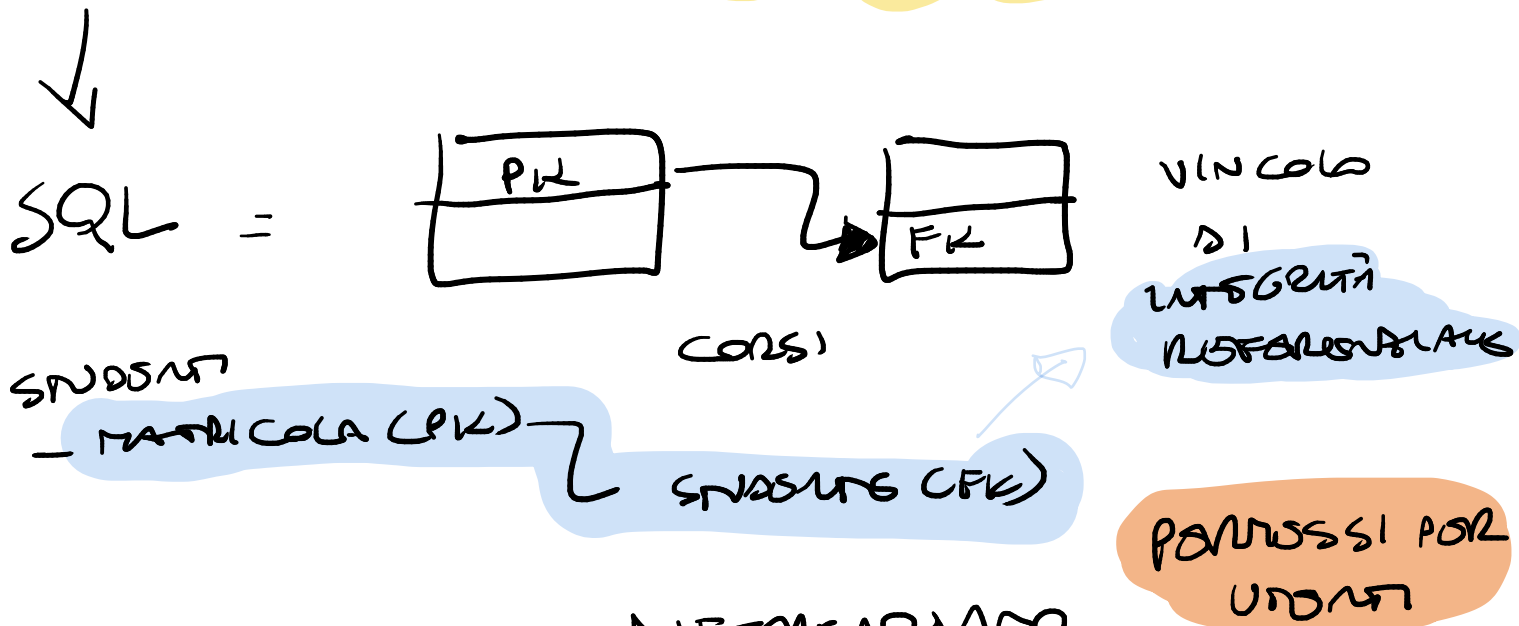 SQL =
PK
FK
VINCOLO
DI
INTEGRITÀ
REFERENZIALE
CORSI
STUDENTI
- MATRICOLA (PK)
STUDENTE (FK)
PERMESSI PER
UTENTI